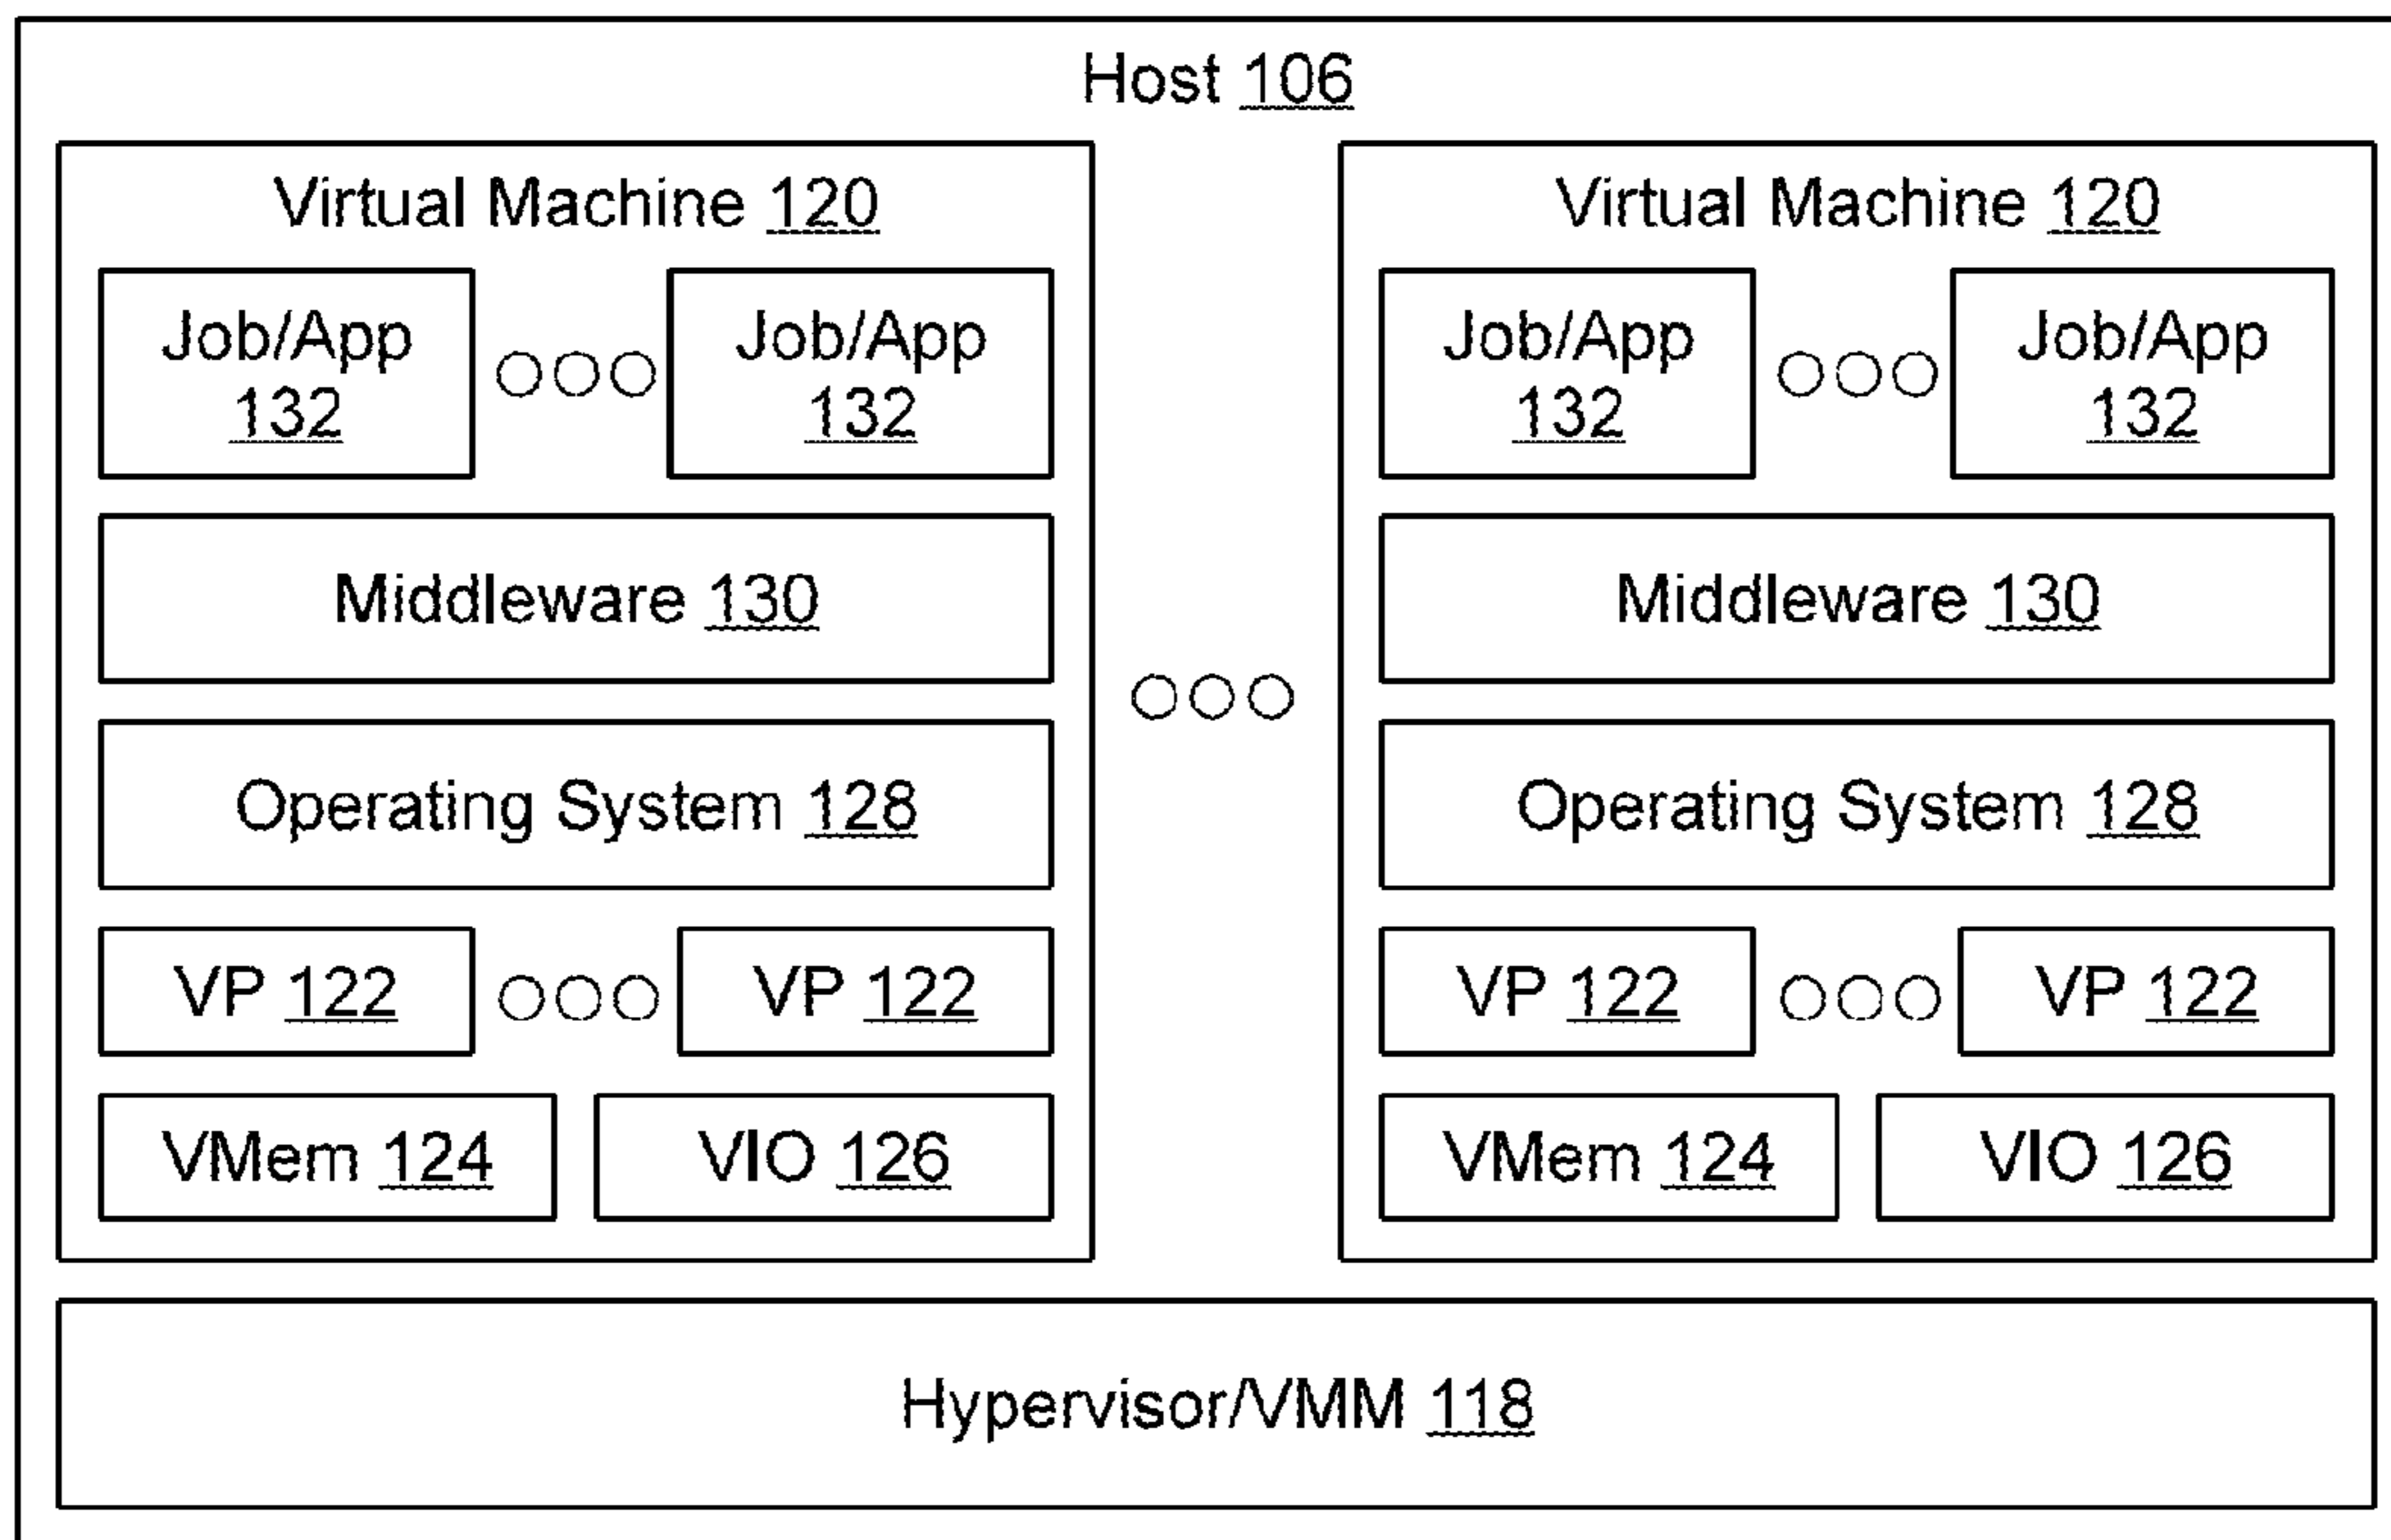 Host 106
Virtual Machine 120
Job/App
132
Job/App
132
Middleware 130
Operating System 128
VP 122
VP 122
VMem 124
VIO 126
Virtual Machine 120
Job/App
132
Job/App
132
Middleware 130
Operating System 128
VP 122
VP 122
VMem 124
VIO 126
Hypervisor/VMM 118